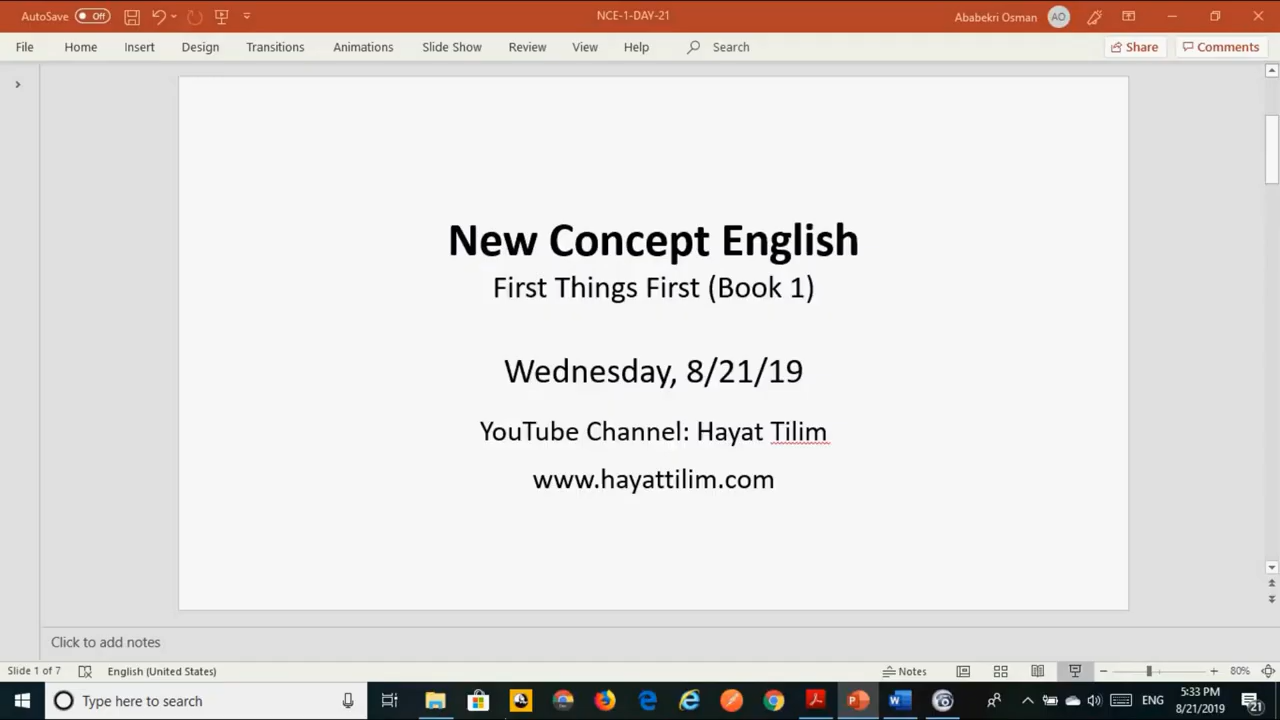 AutoSave Off NCE-1-DAY-21 Ababekri Osman AO
File Home Insert Design Transitions Animations Slide Show Review View Help Search Share Comments
New Concept English
First Things First (Book 1)
Wednesday, 8/21/19
YouTube Channel: Hayat Tilim
www.hayattilim.com
Click to add notes
Slide 1 of 7 English (United States) Notes 80%
Type here to search ENG 5:33 PM
8/21/2019 21